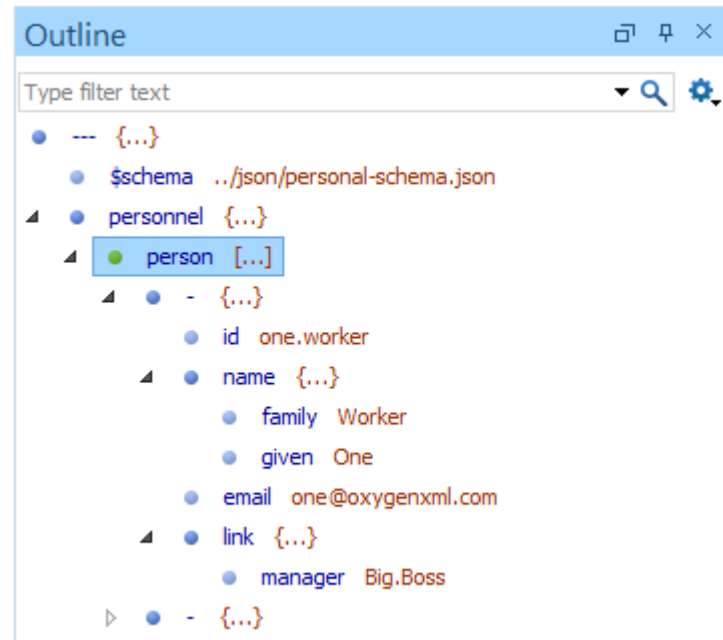 Outline
Type filter text
--- {...}
$schema ../json/personal-schema.json
personnel {...}
person [...]
- {...}
id one.worker
name {...}
family Worker
given One
email one@oxygenxml.com
link {...}
manager Big.Boss
- {...}